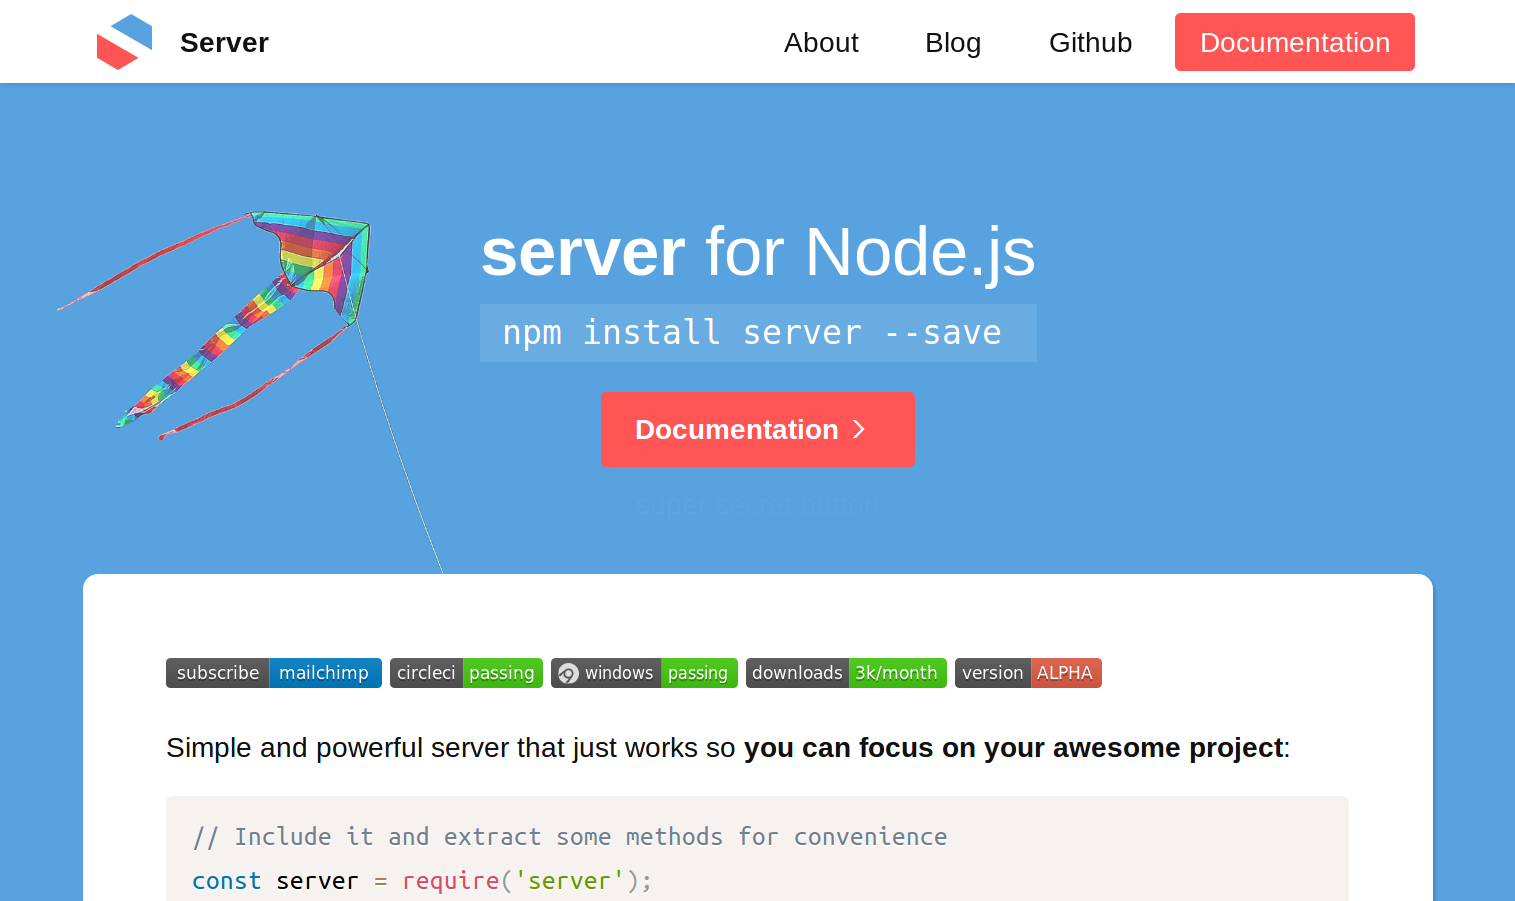 Server
About Blog Github Documentation
server for Node.js
npm install server --save
Documentation
super secret button
subscribe mailchimp circleci passing windows passing downloads 3k/month version ALPHA
Simple and powerful server that just works so you can focus on your awesome project:
// Include it and extract some methods for convenience
const server = require('server');